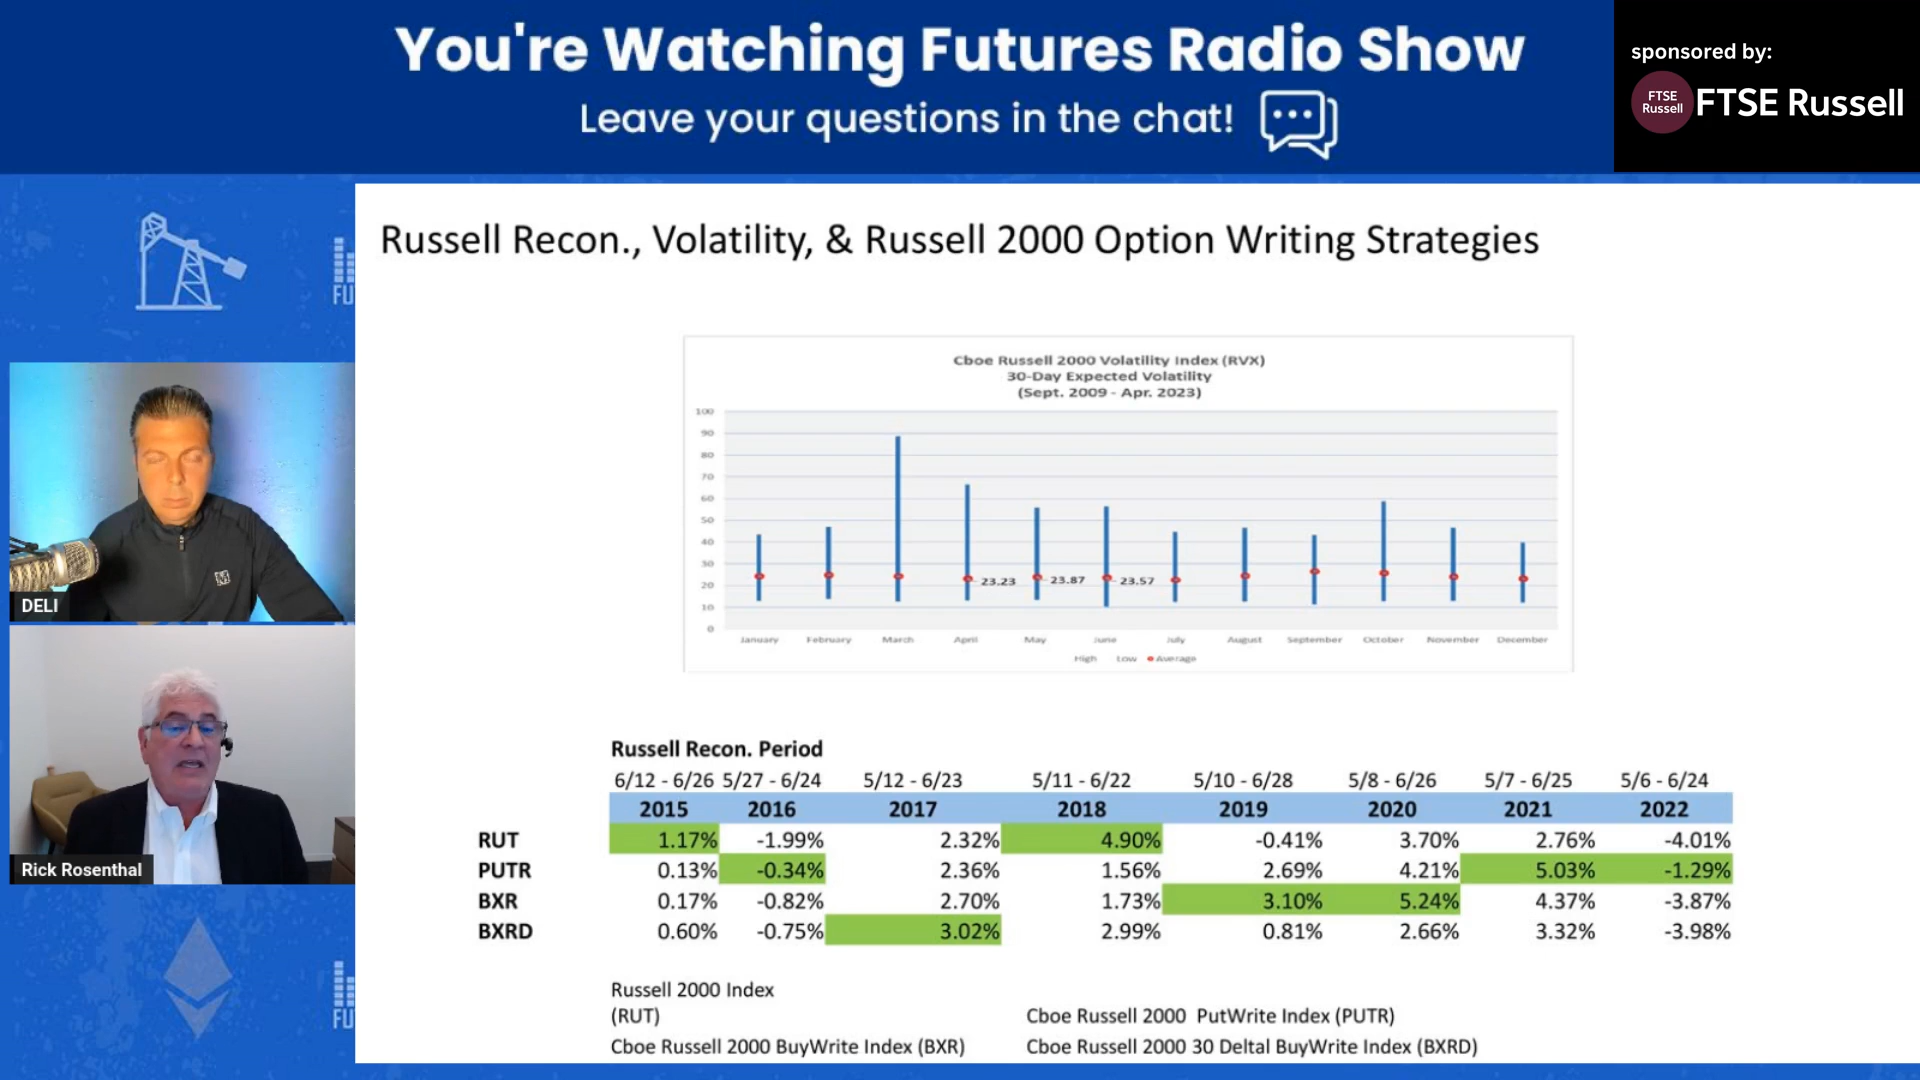 You're Watching Futures Radio Show
Leave your questions in the chat!
sponsored by:
FTSE
Russell
FTSE Russell
Russell Recon., Volatility, & Russell 2000 Option Writing Strategies
Cboe Russell 2000 Volatility Index (RVX)
30-Day Expected Volatility
(Sept. 2009 - Apr. 2023)
100
90
80
70
60
50
40
30
20
10
0
23.23 23.87 23.57
January February March April May June July August September October November December
High Low Average
FU
DELI
Rick Rosenthal
Russell Recon. Period
6/12 - 6/26 5/27 - 6/24 5/12 - 6/23 5/11 - 6/22 5/10 - 6/28 5/8 - 6/26 5/7 - 6/25 5/6 - 6/24
2015 2016 2017 2018 2019 2020 2021 2022
RUT 1.17% -1.99% 2.32% 4.90% -0.41% 3.70% 2.76% -4.01%
PUTR 0.13% -0.34% 2.36% 1.56% 2.69% 4.21% 5.03% -1.29%
BXR 0.17% -0.82% 2.70% 1.73% 3.10% 5.24% 4.37% -3.87%
BXRD 0.60% -0.75% 3.02% 2.99% 0.81% 2.66% 3.32% -3.98%
Russell 2000 Index
(RUT)
Cboe Russell 2000 PutWrite Index (PUTR)
Cboe Russell 2000 BuyWrite Index (BXR)
Cboe Russell 2000 30 Deltal BuyWrite Index (BXRD)
FU